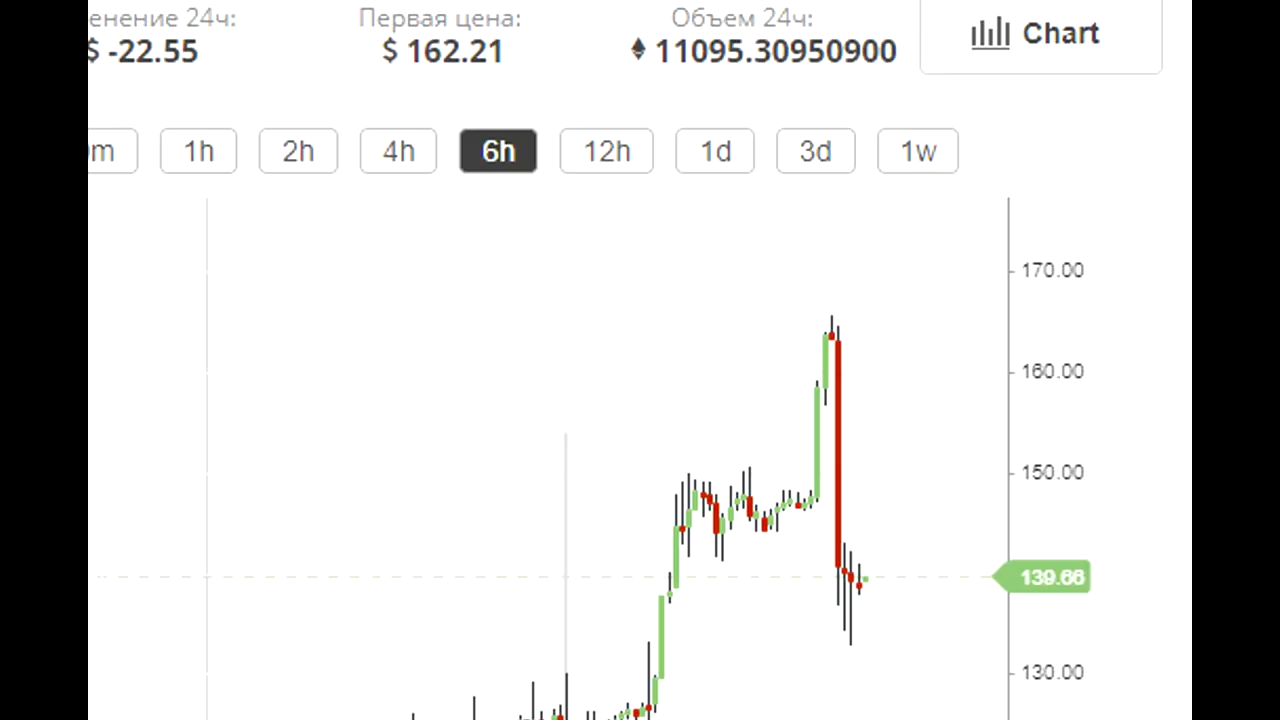 енение 24ч: Первая цена: Объем 24ч:
$ -22.55 $ 162.21 11095.30950900 Chart
m 1h 2h 4h 6h 12h 1d 3d 1w
170.00
160.00
150.00
139.66
130.00